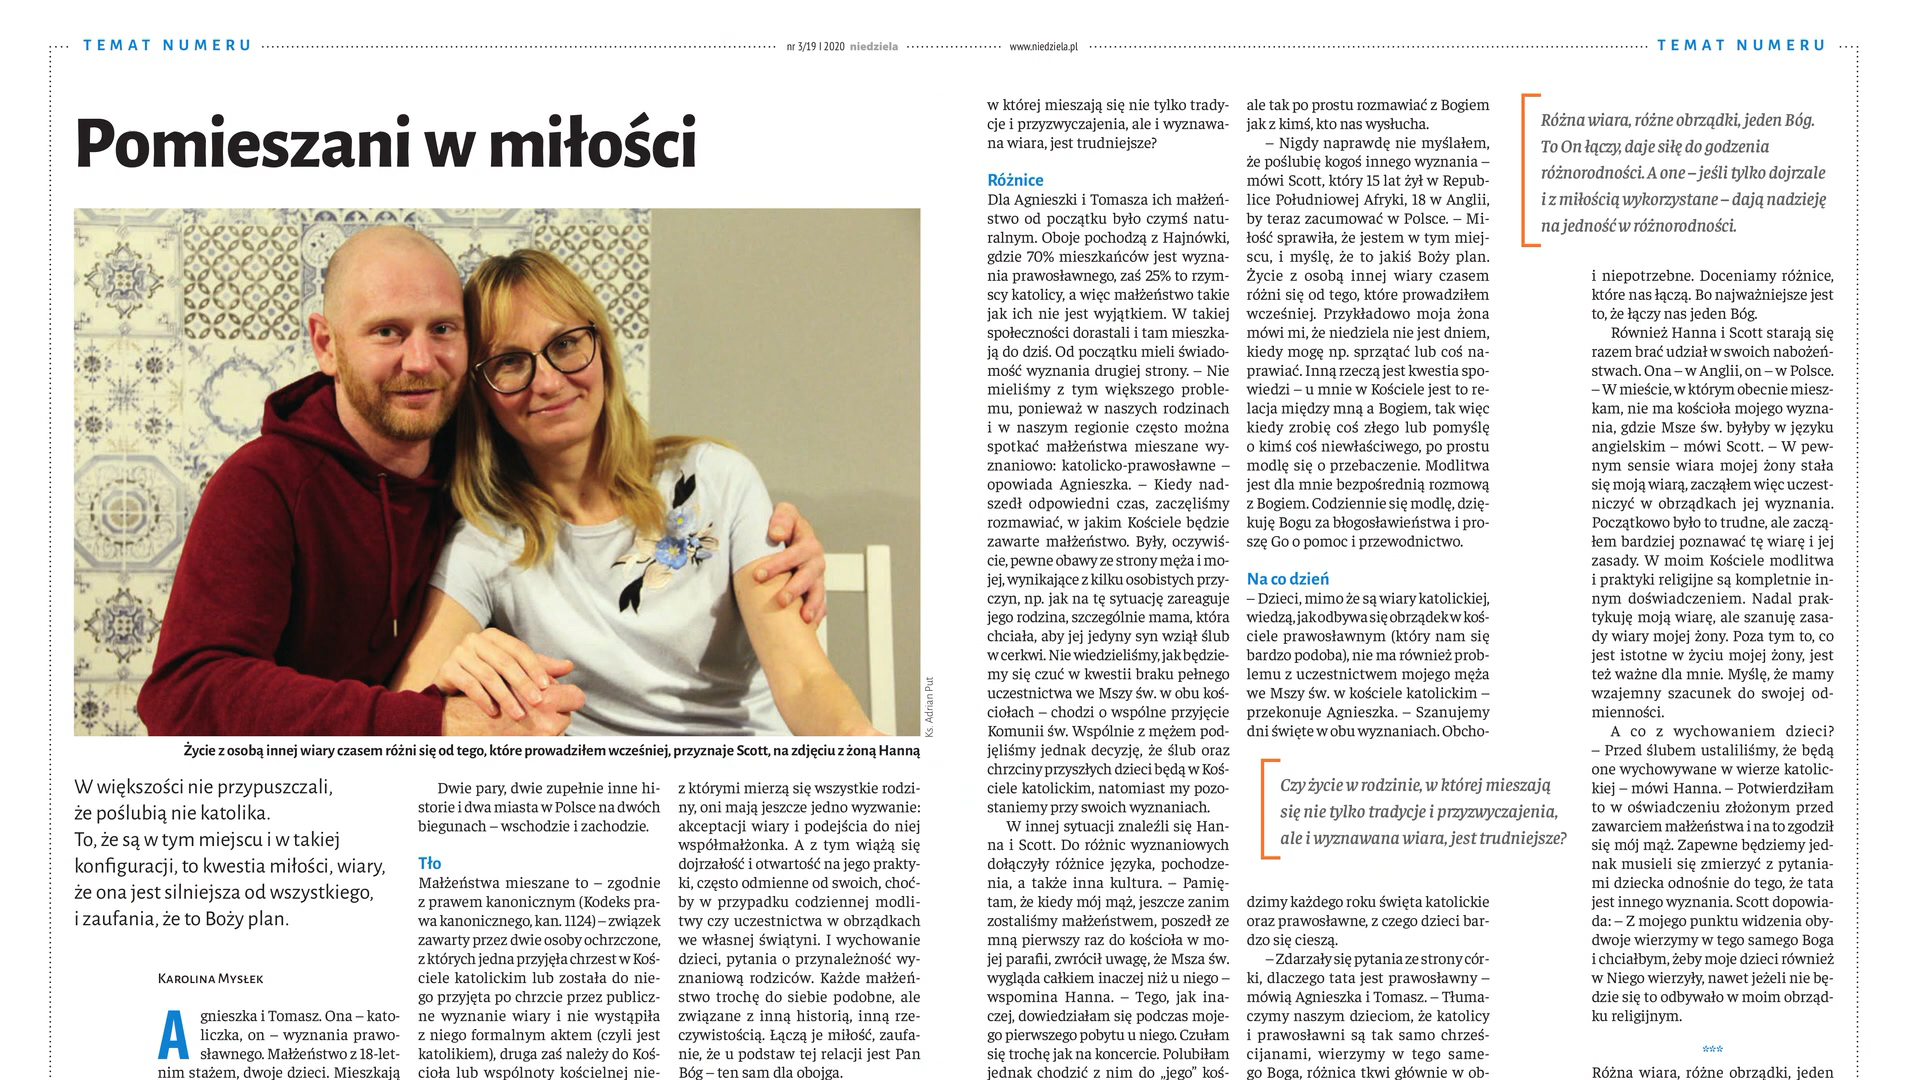 TEMAT NUMERU
nr 3/19 I 2020 niedziela
www.niedziela.pl
TEMAT NUMERU
Pomieszani w miłości
Ks. Adrian Put
Życie z osobą innej wiary czasem różni się od tego, które prowadziłem wcześniej, przyznaje Scott, na zdjęciu z żoną Hanną
W większości nie przypuszczali,
że poślubią nie katolika.
To, że są w tym miejscu i w takiej
konfiguracji, to kwestia miłości, wiary,
że ona jest silniejsza od wszystkiego,
i zaufania, że to Boży plan.
Karolina Mysłek
Agnieszka i Tomasz. Ona – kato-
liczka, on – wyznania prawo-
sławnego. Małżeństwo z 18-let-
nim stażem, dwoje dzieci. Mieszkają
Dwie pary, dwie zupełnie inne hi-
storie i dwa miasta w Polsce na dwóch
biegunach – wschodzie i zachodzie.
Tło
Małżeństwa mieszane to – zgodnie
z prawem kanonicznym (Kodeks pra-
wa kanonicznego, kan. 1124) – związek
zawarty przez dwie osoby ochrzczone,
z których jedna przyjęła chrzest w Koś-
ciele katolickim lub została do nie-
go przyjęta po chrzcie przez publicz-
ne wyznanie wiary i nie wystąpiła
z niego formalnym aktem (czyli jest
katolikiem), druga zaś należy do Koś-
cioła lub wspólnoty kościelnej nie-
z którymi mierzą się wszystkie rodzi-
ny, oni mają jeszcze jedno wyzwanie:
akceptacji wiary i podejścia do niej
współmałżonka. A z tym wiążą się
dojrzałość i otwartość na jego prakty-
ki, często odmienne od swoich, choć-
by w przypadku codziennej modli-
twy czy uczestnictwa w obrządkach
we własnej świątyni. I wychowanie
dzieci, pytania o przynależność wy-
znaniową rodziców. Każde małżeń-
stwo trochę do siebie podobne, ale
związane z inną historią, inną rze-
czywistością. Łączą je miłość, zaufa-
nie, że u podstaw tej relacji jest Pan
Bóg – ten sam dla obojga.
w której mieszają się nie tylko trady-
cje i przyzwyczajenia, ale i wyznawa-
na wiara, jest trudniejsze?
Różnice
Dla Agnieszki i Tomasza ich małżeń-
stwo od początku było czymś natu-
ralnym. Oboje pochodzą z Hajnówki,
gdzie 70% mieszkańców jest wyzna-
nia prawosławnego, zaś 25% to rzym-
scy katolicy, a więc małżeństwo takie
jak ich nie jest wyjątkiem. W takiej
społeczności dorastali i tam mieszka-
ją do dziś. Od początku mieli świado-
mość wyznania drugiej strony. – Nie
mieliśmy z tym większego proble-
mu, ponieważ w naszych rodzinach
i w naszym regionie często można
spotkać małżeństwa mieszane wy-
znaniowo: katolicko-prawosławne –
opowiada Agnieszka. – Kiedy nad-
szedł odpowiedni czas, zaczęliśmy
rozmawiać, w jakim Kościele będzie
zawarte małżeństwo. Były, oczywiś-
cie, pewne obawy ze strony męża i mo-
jej, wynikające z kilku osobistych przy-
czyn, np. jak na tę sytuację zareaguje
jego rodzina, szczególnie mama, która
chciała, aby jej jedyny syn wziął ślub
w cerkwi. Nie wiedzieliśmy, jak będzie-
my się czuć w kwestii braku pełnego
uczestnictwa we Mszy św. w obu koś-
ciołach – chodzi o wspólne przyjęcie
Komunii św. Wspólnie z mężem pod-
jęliśmy jednak decyzję, że ślub oraz
chrzciny przyszłych dzieci będą w Koś-
ciele katolickim, natomiast my pozo-
staniemy przy swoich wyznaniach.
W innej sytuacji znaleźli się Han-
na i Scott. Do różnic wyznaniowych
dołączyły różnice języka, pochodze-
nia, a także inna kultura. – Pamię-
tam, że kiedy mój mąż, jeszcze zanim
zostaliśmy małżeństwem, poszedł ze
mną pierwszy raz do kościoła w mo-
jej parafii, zwrócił uwagę, że Msza św.
wygląda całkiem inaczej niż u niego –
wspomina Hanna. – Tego, jak ina-
czej, dowiedziałam się podczas moje-
go pierwszego pobytu u niego. Czułam
się trochę jak na koncercie. Polubiłam
jednak chodzić z nim do „jego” koś-
ale tak po prostu rozmawiać z Bogiem
jak z kimś, kto nas wysłucha.
– Nigdy naprawdę nie myślałem,
że poślubię kogoś innego wyznania –
mówi Scott, który 15 lat żył w Repub-
lice Południowej Afryki, 18 w Anglii,
by teraz zacumować w Polsce. – Mi-
łość sprawiła, że jestem w tym miej-
scu, i myślę, że to jakiś Boży plan.
Życie z osobą innej wiary czasem
różni się od tego, które prowadziłem
wcześniej. Przykładowo moja żona
mówi mi, że niedziela nie jest dniem,
kiedy mogę np. sprzątać lub coś na-
prawiać. Inną rzeczą jest kwestia spo-
wiedzi – u mnie w Kościele jest to re-
lacja między mną a Bogiem, tak więc
kiedy zrobię coś złego lub pomyślę
o kimś coś niewłaściwego, po prostu
modlę się o przebaczenie. Modlitwa
jest dla mnie bezpośrednią rozmową
z Bogiem. Codziennie się modlę, dzię-
kuję Bogu za błogosławieństwa i pro-
szę Go o pomoc i przewodnictwo.
Na co dzień
– Dzieci, mimo że są wiary katolickiej,
wiedzą, jak odbywa się obrządek w koś-
ciele prawosławnym (który nam się
bardzo podoba), nie ma również prob-
lemu z uczestnictwem mojego męża
we Mszy św. w kościele katolickim –
przekonuje Agnieszka. – Szanujemy
dni święte w obu wyznaniach. Obcho-
Czy życie w rodzinie, w której mieszają
się nie tylko tradycje i przyzwyczajenia,
ale i wyznawana wiara, jest trudniejsze?
dzimy każdego roku święta katolickie
oraz prawosławne, z czego dzieci bar-
dzo się cieszą.
– Zdarzały się pytania ze strony cór-
ki, dlaczego tata jest prawosławny –
mówią Agnieszka i Tomasz. – Tłuma-
czymy naszym dzieciom, że katolicy
i prawosławni są tak samo chrześ-
cijanami, wierzymy w tego same-
go Boga, różnica tkwi głównie w ob-
Różna wiara, różne obrządki, jeden Bóg.
To On łączy, daje siłę do godzenia
różnorodności. A one – jeśli tylko dojrzale
i z miłością wykorzystane – dają nadzieję
na jedność w różnorodności.
i niepotrzebne. Doceniamy różnice,
które nas łączą. Bo najważniejsze jest
to, że łączy nas jeden Bóg.
Również Hanna i Scott starają się
razem brać udział w swoich nabożeń-
stwach. Ona – w Anglii, on – w Polsce.
– W mieście, w którym obecnie miesz-
kam, nie ma kościoła mojego wyzna-
nia, gdzie Msze św. byłyby w języku
angielskim – mówi Scott. – W pew-
nym sensie wiara mojej żony stała
się moją wiarą, zacząłem więc uczest-
niczyć w obrządkach jej wyznania.
Początkowo było to trudne, ale zaczą-
łem bardziej poznawać tę wiarę i jej
zasady. W moim Kościele modlitwa
i praktyki religijne są kompletnie in-
nym doświadczeniem. Nadal prak-
tykuję moją wiarę, ale szanuję zasa-
dy wiary mojej żony. Poza tym to, co
jest istotne w życiu mojej żony, jest
też ważne dla mnie. Myślę, że mamy
wzajemny szacunek do swojej od-
mienności.
A co z wychowaniem dzieci?
– Przed ślubem ustaliliśmy, że będą
one wychowywane w wierze katolic-
kiej – mówi Hanna. – Potwierdziłam
to w oświadczeniu złożonym przed
zawarciem małżeństwa i na to zgodził
się mój mąż. Zapewne będziemy jed-
nak musieli się zmierzyć z pytania-
mi dziecka odnośnie do tego, że tata
jest innego wyznania. Scott dopowia-
da: – Z mojego punktu widzenia oby-
dwoje wierzymy w tego samego Boga
i chciałbym, żeby moje dzieci również
w Niego wierzyły, nawet jeżeli nie bę-
dzie się to odbywało w moim obrząd-
ku religijnym.
***
Różna wiara, różne obrządki, jeden